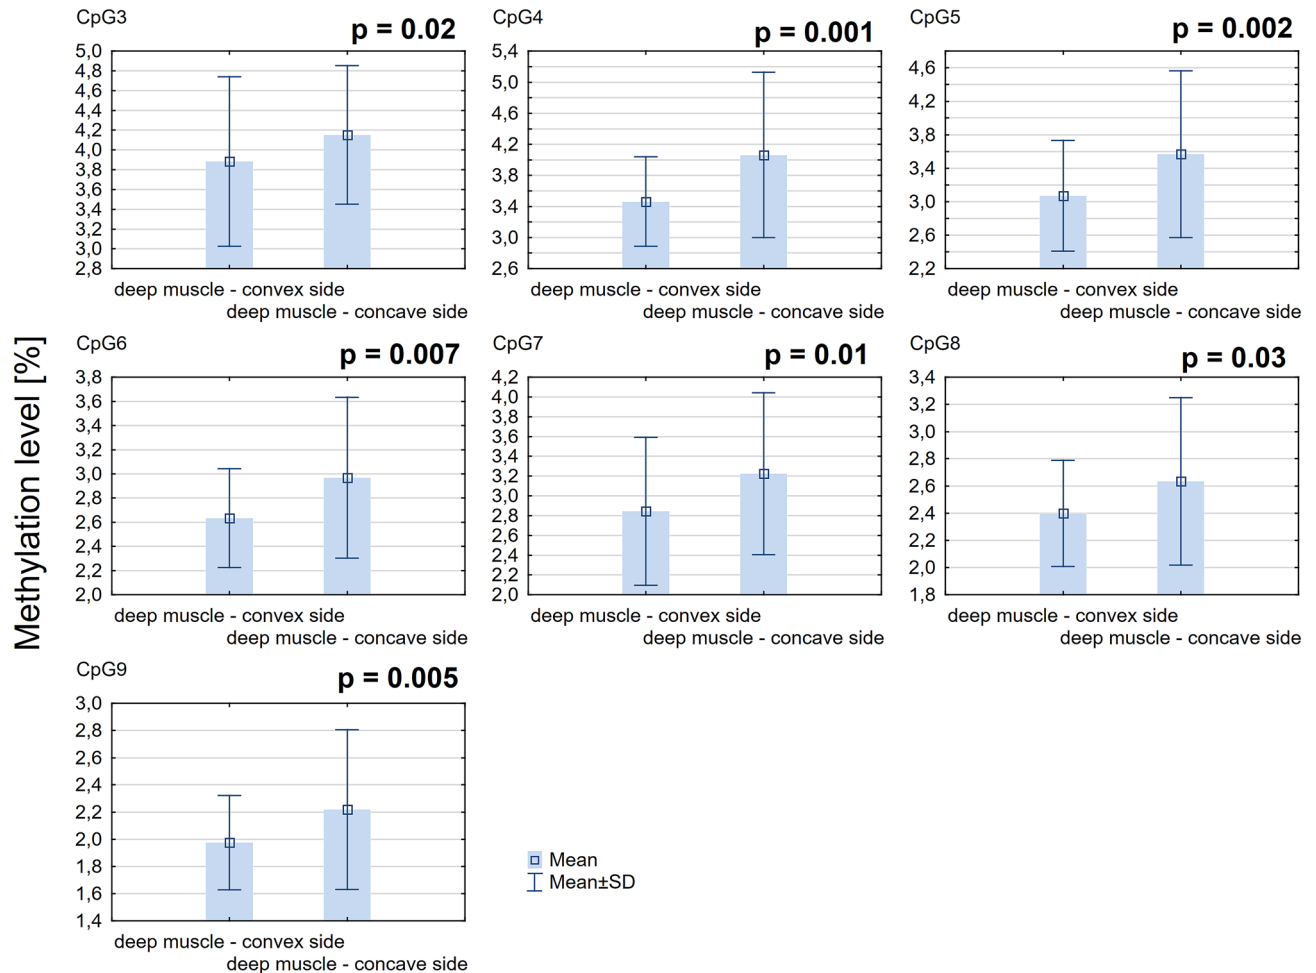 CpG3
p = 0.02
5,0
4,8
4,6
4,4
4,2
4,0
3,8
3,6
3,4
3,2
3,0
2,8
deep muscle - convex side
deep muscle - concave side
CpG4
p = 0.001
5,4
5,0
4,6
4,2
3,8
3,4
3,0
2,6
deep muscle - convex side
deep muscle - concave side
CpG5
p = 0.002
4,6
4,2
3,8
3,4
3,0
2,6
2,2
deep muscle - convex side
deep muscle - concave side
Methylation level [%]
CpG6
p = 0.007
3,8
3,6
3,4
3,2
3,0
2,8
2,6
2,4
2,2
2,0
deep muscle - convex side
deep muscle - concave side
CpG7
p = 0.01
4,2
4,0
3,8
3,6
3,4
3,2
3,0
2,8
2,6
2,4
2,2
2,0
deep muscle - convex side
deep muscle - concave side
CpG8
p = 0.03
3,4
3,2
3,0
2,8
2,6
2,4
2,2
2,0
1,8
deep muscle - convex side
deep muscle - concave side
CpG9
p = 0.005
3,0
2,8
2,6
2,4
2,2
2,0
1,8
1,6
1,4
deep muscle - convex side
deep muscle - concave side
Mean
Mean±SD